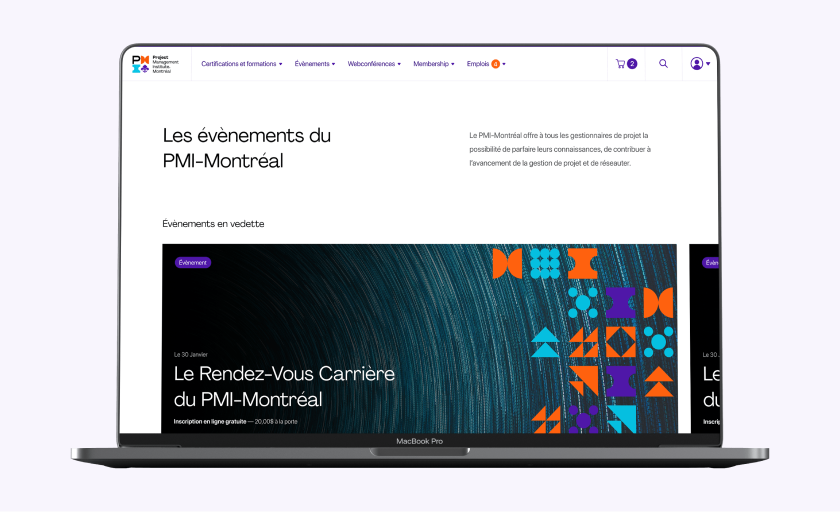 PM
Project
Management
Institute.
Montréal
Certifications et formations
Évènements
Webconférences
Membership
Emplois 4
2
Les évènements du
PMI-Montréal
Le PMI-Montréal offre à tous les gestionnaires de projet la
possibilité de parfaire leurs connaissances, de contribuer à
l'avancement de la gestion de projet et de réseauter.
Évènements en vedette
Évènement
Le 30 Janvier
Le Rendez-Vous Carrière
du PMI-Montréal
Inscription en ligne gratuite — 20,00$ à la porte
Évén
Le 30
Le
du
Inscrip
MacBook Pro